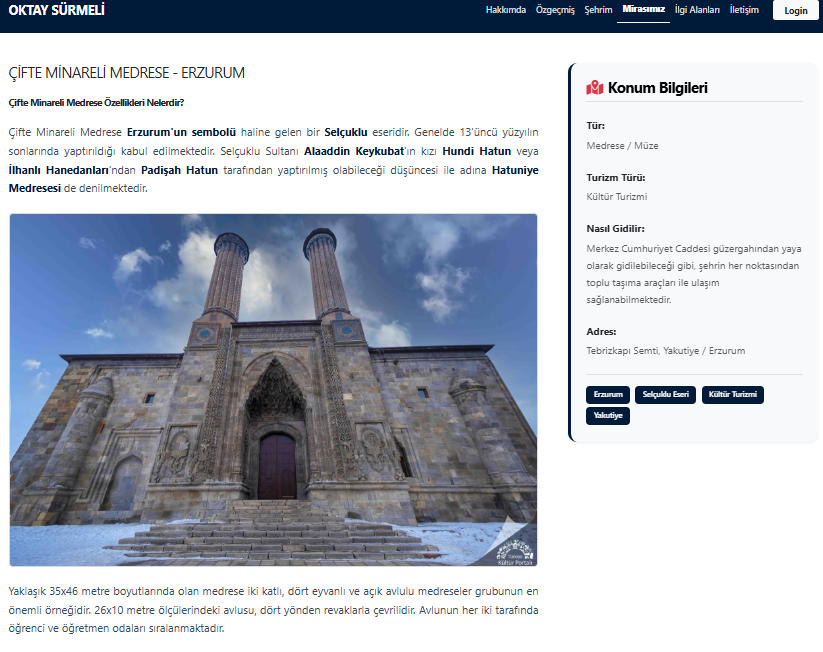 OKTAY SÜRMELİ
Hakkımda Özgeçmiş Şehrim Mirasımız İlgi Alanları İletişim Login
ÇİFTE MİNARELİ MEDRESE - ERZURUM
Çifte Minareli Medrese Özellikleri Nelerdir?
Çifte Minareli Medrese Erzurum'un sembolü haline gelen bir Selçuklu eseridir. Genelde 13'üncü yüzyılın
sonlarında yaptırıldığı kabul edilmektedir. Selçuklu Sultanı Alaaddin Keykubat'ın kızı Hundi Hatun veya
İlhanlı Hanedanları'ndan Padişah Hatun tarafından yaptırılmış olabileceği düşüncesi ile adına Hatuniye
Medresesi de denilmektedir.
Türkiye
Kültür Portalı
Yaklaşık 35x46 metre boyutlarında olan medrese iki katlı, dört eyvanlı ve açık avlulu medreseler grubunun en
önemli örneğidir. 26x10 metre ölçülerindeki avlusu, dört yönden revaklarla çevrilidir. Avlunun her iki tarafında
öğrenci ve öğretmen odaları sıralanmaktadır.
Konum Bilgileri
Tür:
Medrese / Müze
Turizm Türü:
Kültür Turizmi
Nasıl Gidilir:
Merkez Cumhuriyet Caddesi güzergahından yaya
olarak gidilebileceği gibi, şehrin her noktasından
toplu taşıma araçları ile ulaşım
sağlanabilmektedir.
Adres:
Tebrizkapı Semti, Yakutiye / Erzurum
Erzurum Selçuklu Eseri Kültür Turizmi
Yakutiye